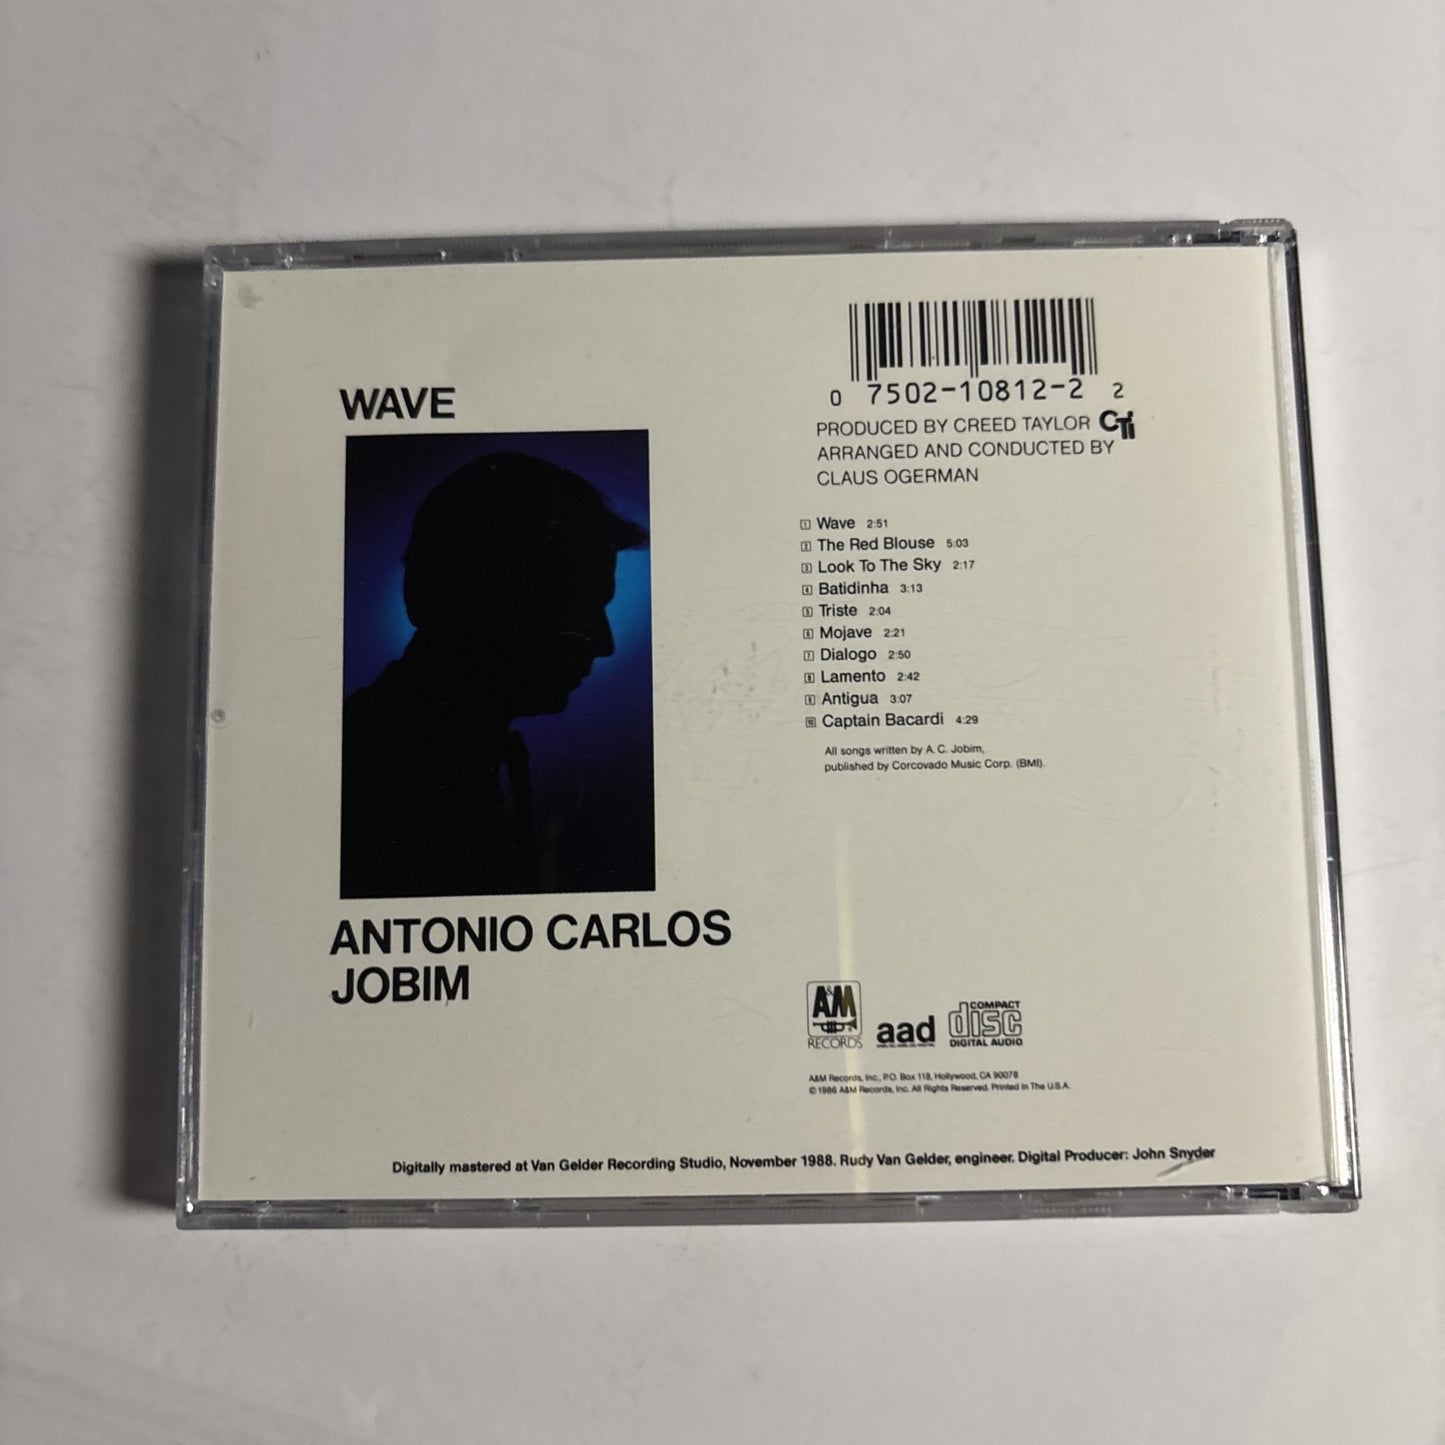 WAVE
ANTONIO CARLOS
JOBIM
0 7502-10812-2 2
PRODUCED BY CREED TAYLOR CTi
ARRANGED AND CONDUCTED BY
CLAUS OGERMAN
1 Wave 2:51
2 The Red Blouse 5:03
3 Look To The Sky 2:17
4 Batidinha 3:13
5 Triste 2:04
6 Mojave 2:21
7 Dialogo 2:50
8 Lamento 2:42
9 Antigua 3:07
10 Captain Bacardi 4:29
All songs written by A. C. Jobim,
published by Corcovado Music Corp. (BMI).
A&M
RECORDS
aad
COMPACT
disc
DIGITAL AUDIO
A&M Records, Inc., P.O. Box 118, Hollywood, CA 90078
© 1986 A&M Records, Inc. All Rights Reserved. Printed in The U.S.A.
Digitally mastered at Van Gelder Recording Studio, November 1988. Rudy Van Gelder, engineer. Digital Producer: John Snyder